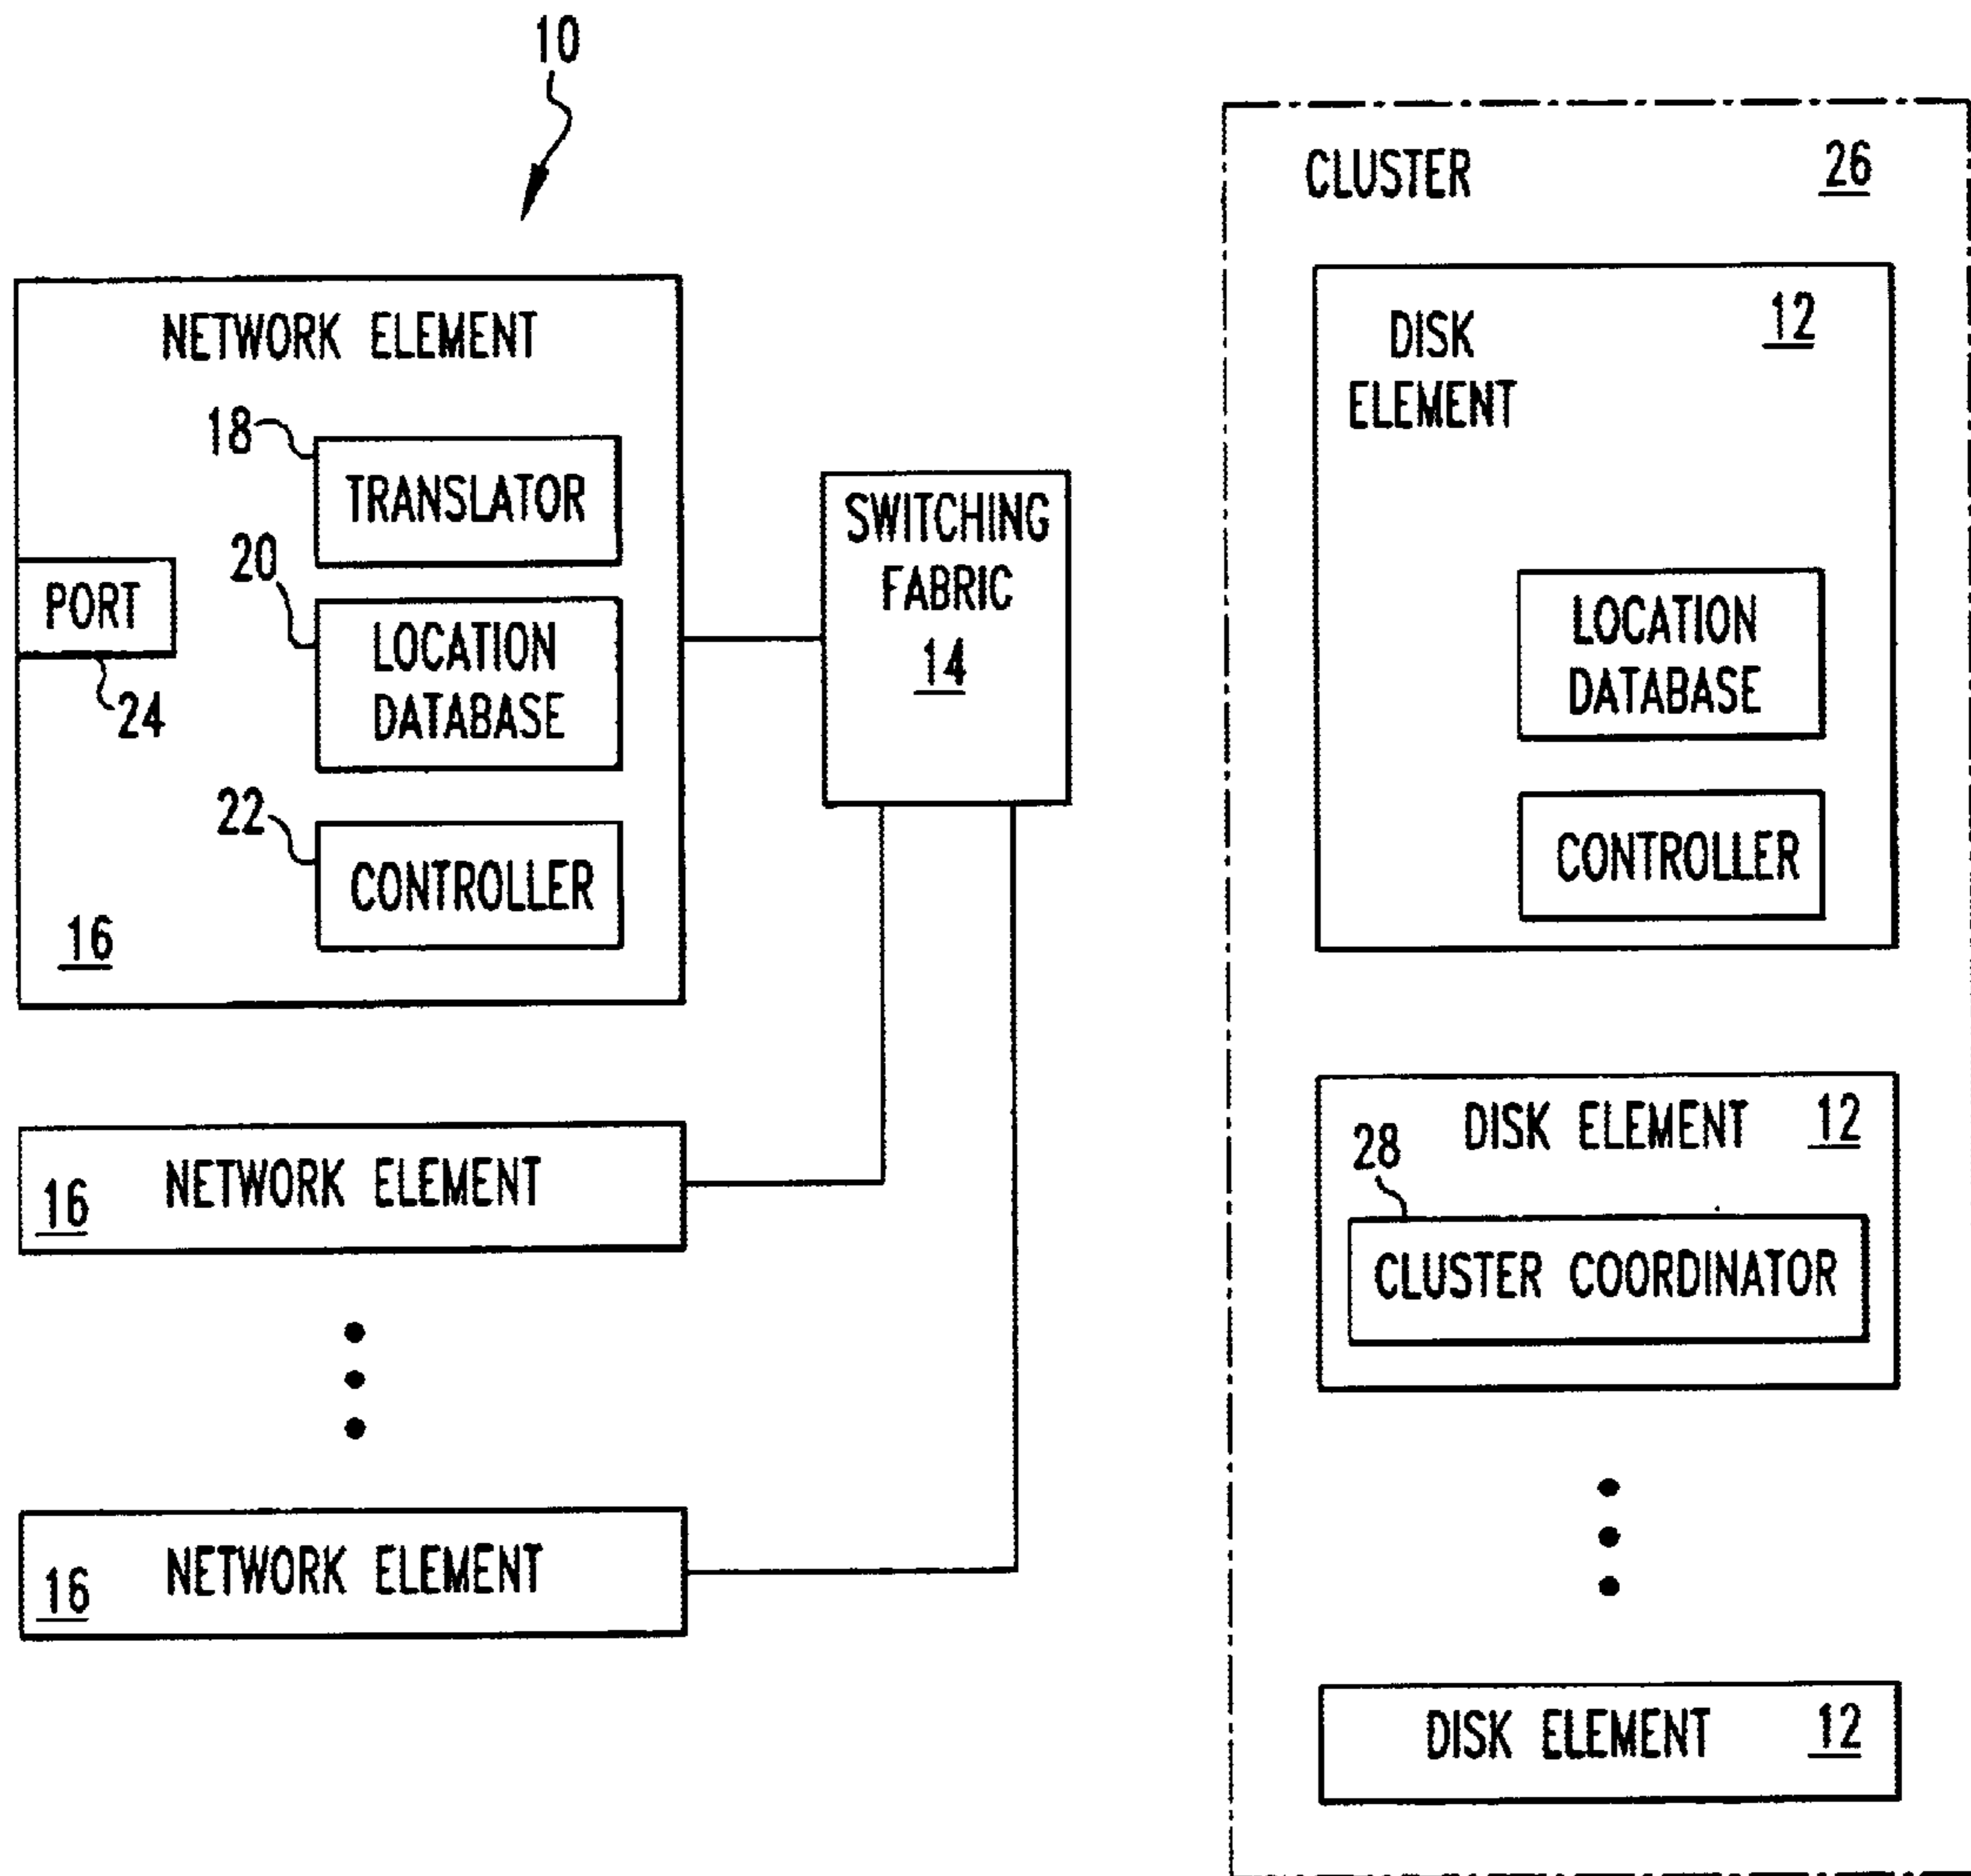 10
NETWORK ELEMENT
18
TRANSLATOR
20
LOCATION
DATABASE
PORT
24
22
CONTROLLER
16
SWITCHING
FABRIC
14
16
NETWORK ELEMENT
16
NETWORK ELEMENT
CLUSTER
26
DISK
ELEMENT
12
LOCATION
DATABASE
CONTROLLER
DISK ELEMENT 12
28
CLUSTER COORDINATOR
DISK ELEMENT 12